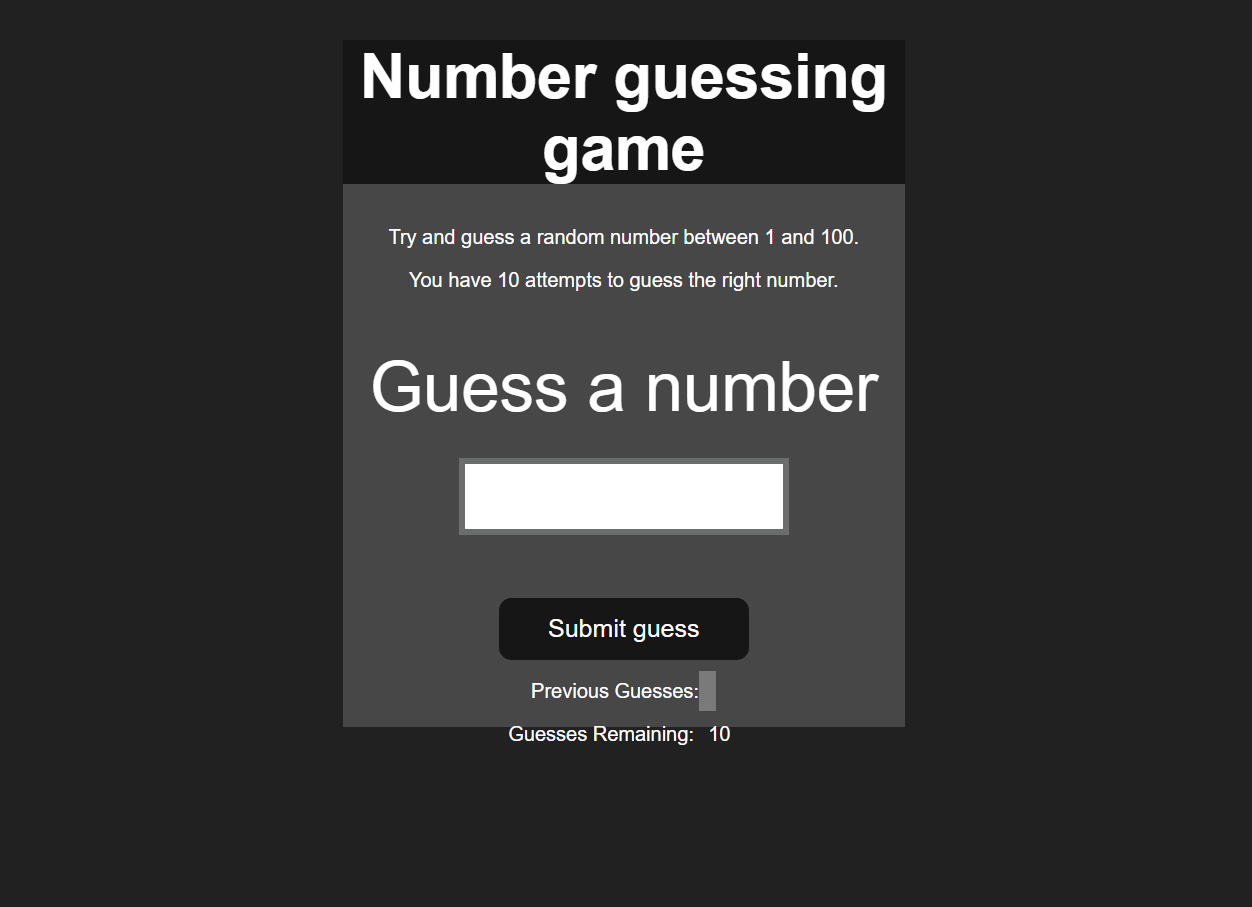 Number guessing
game
Try and guess a random number between 1 and 100.
You have 10 attempts to guess the right number.
Guess a number
Submit guess
Previous Guesses:
Guesses Remaining: 10